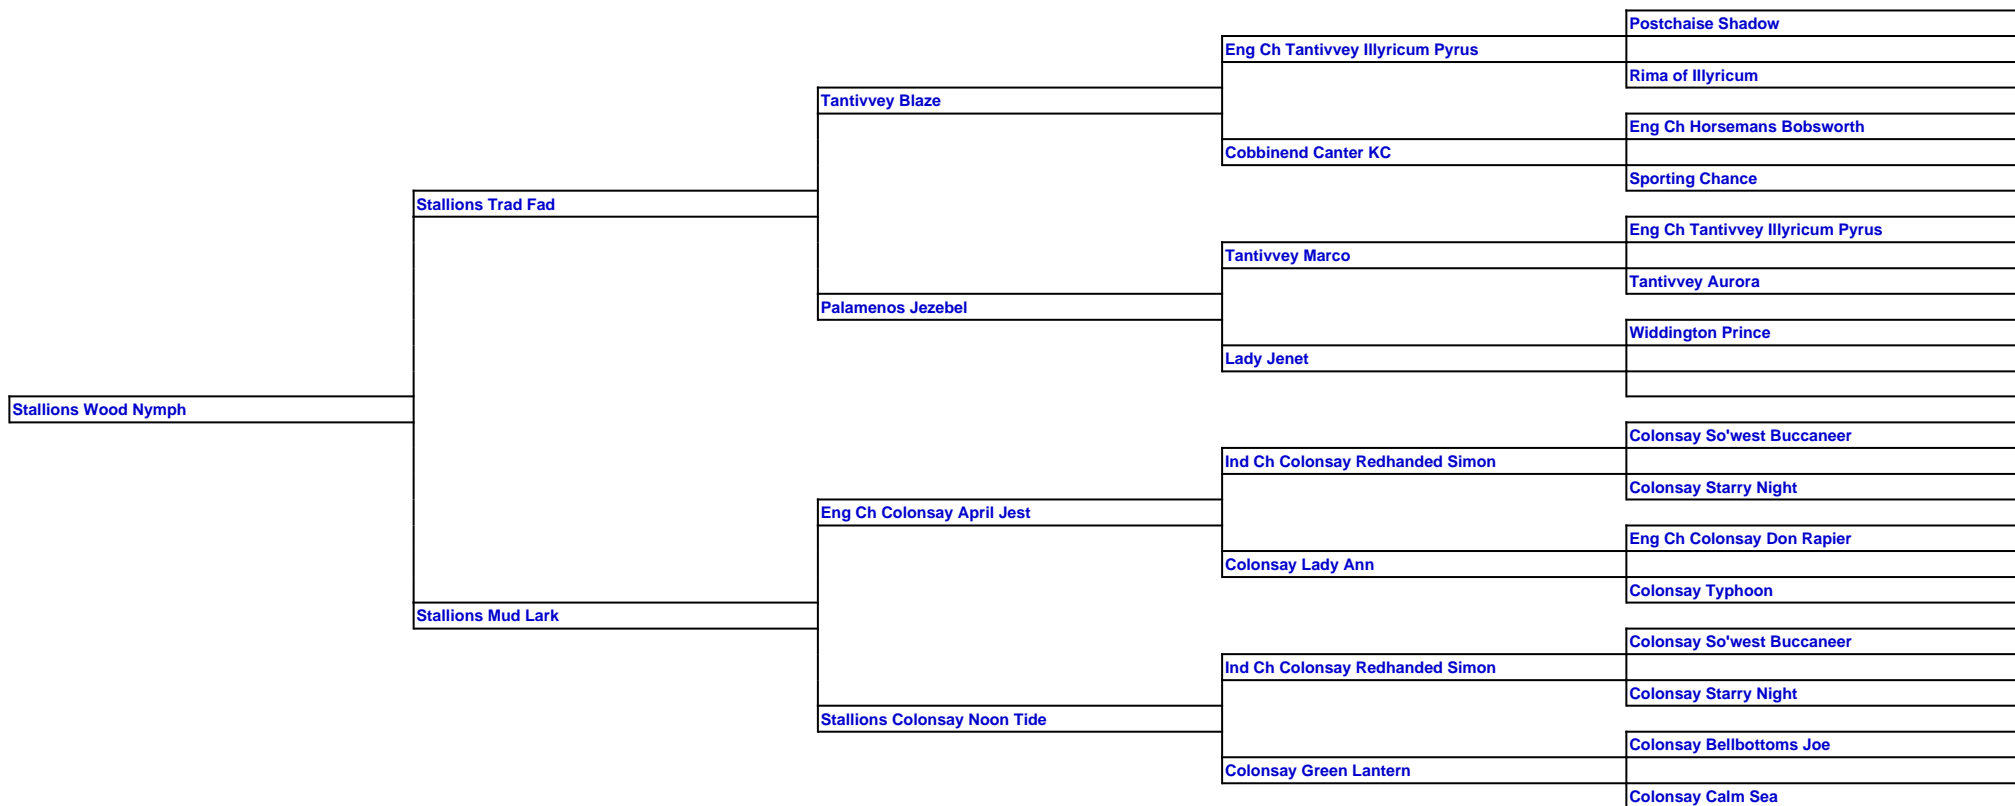 Postchaise Shadow
Eng Ch Tantivvey Illyricum Pyrus
Rima of Illyricum
Tantivvey Blaze
Eng Ch Horsemans Bobsworth
Cobbinend Canter KC
Sporting Chance
Stallions Trad Fad
Eng Ch Tantivvey Illyricum Pyrus
Tantivvey Marco
Tantivvey Aurora
Palamenos Jezebel
Widdington Prince
Lady Jenet
Stallions Wood Nymph
Colonsay So'west Buccaneer
Ind Ch Colonsay Redhanded Simon
Colonsay Starry Night
Eng Ch Colonsay April Jest
Eng Ch Colonsay Don Rapier
Colonsay Lady Ann
Colonsay Typhoon
Stallions Mud Lark
Colonsay So'west Buccaneer
Ind Ch Colonsay Redhanded Simon
Colonsay Starry Night
Stallions Colonsay Noon Tide
Colonsay Bellbottoms Joe
Colonsay Green Lantern
Colonsay Calm Sea